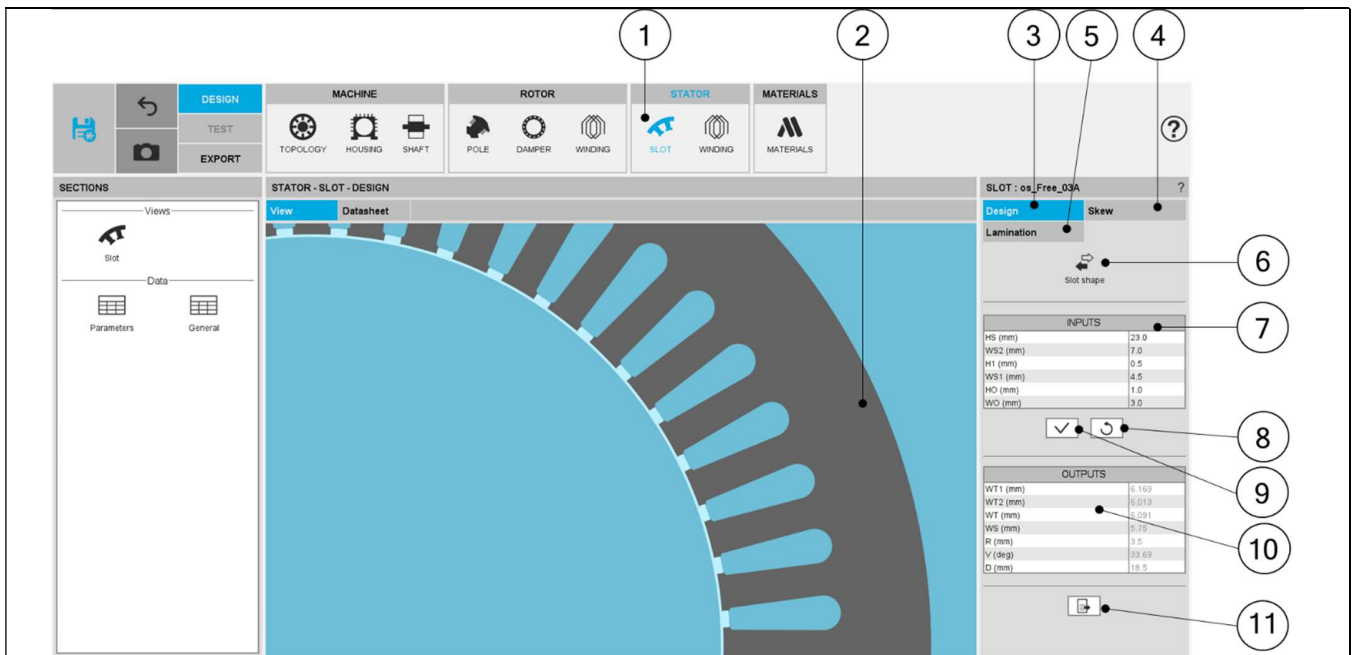 1
2
3
5
4
DESIGN
MACHINE
ROTOR
STATOR
MATERIALS
TEST
EXPORT
TOPOLOGY
HOUSING
SHAFT
POLE
DAMPER
WINDING
SLOT
WINDING
MATERIALS
?
SECTIONS
STATOR - SLOT - DESIGN
SLOT : os_Free_03A
?
Views
View
Datasheet
Design
Skew
Lamination
Slot
Slot shape
6
Data
Parameters
General
INPUTS
7
HS (mm) 23.0
WS2 (mm) 7.0
H1 (mm) 0.5
WS1 (mm) 4.5
HO (mm) 1.0
WO (mm) 3.0
8
OUTPUTS
9
WT1 (mm) 6.169
WT2 (mm) 6.013
WT (mm) 6.091
WS (mm) 5.75
R (mm) 3.5
V (deg) 33.69
D (mm) 18.5
10
11